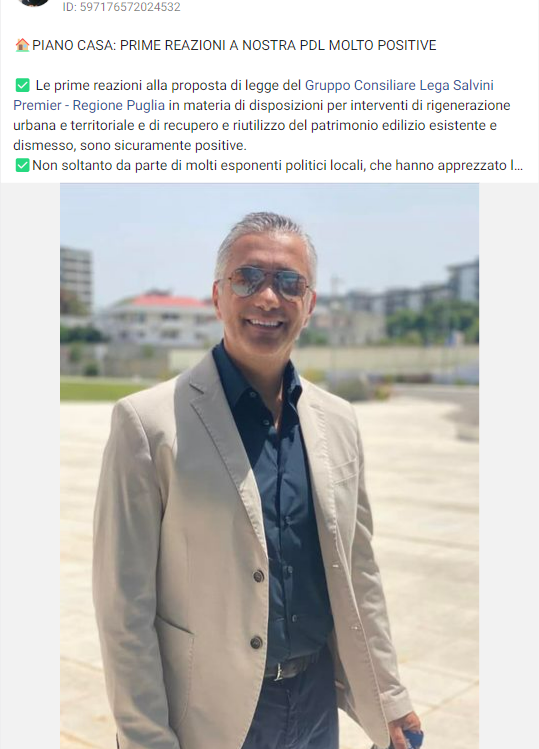 ID: 597176572024532
🏠PIANO CASA: PRIME REAZIONI A NOSTRA PDL MOLTO POSITIVE
✅ Le prime reazioni alla proposta di legge del Gruppo Consiliare Lega Salvini
Premier - Regione Puglia in materia di disposizioni per interventi di rigenerazione
urbana e territoriale e di recupero e riutilizzo del patrimonio edilizio esistente e
dismesso, sono sicuramente positive.
✅Non soltanto da parte di molti esponenti politici locali, che hanno apprezzato l...